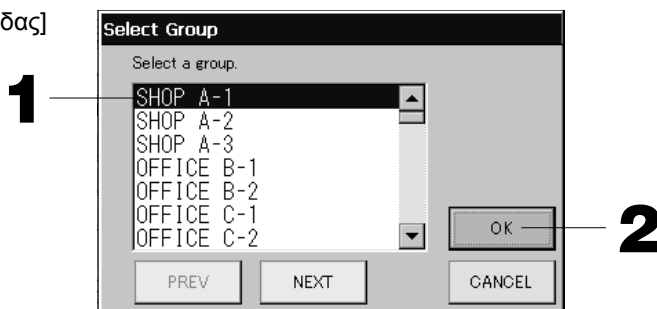 δας]
Select Group
Select a group.
1
SHOP A-1
SHOP A-2
SHOP A-3
OFFICE B-1
OFFICE B-2
OFFICE C-1
OFFICE C-2
OK
2
PREV
NEXT
CANCEL